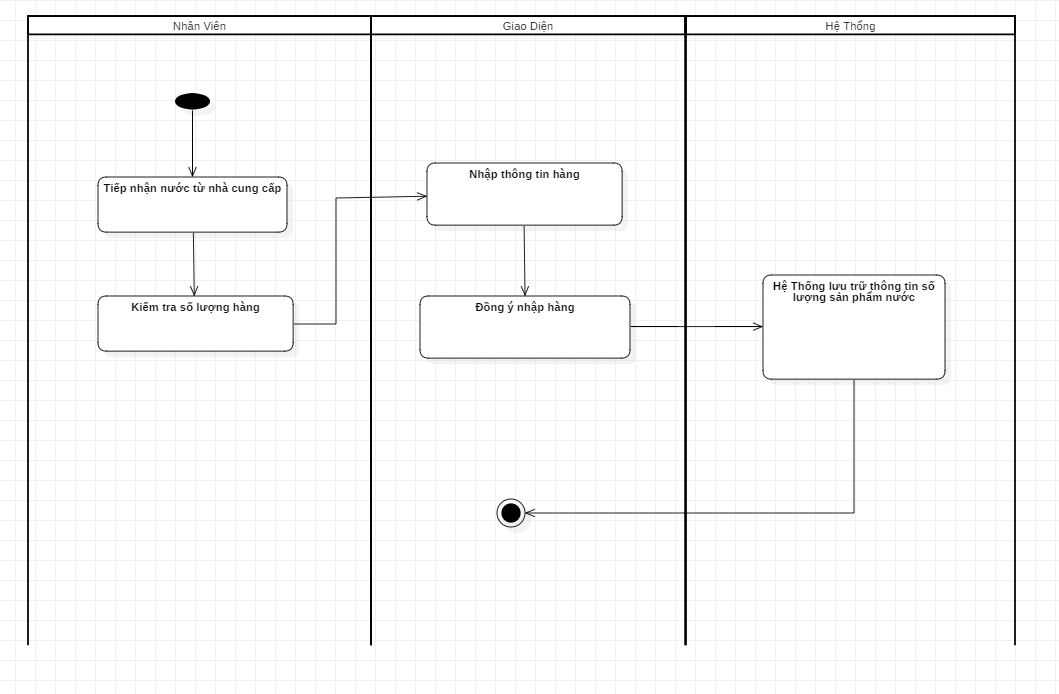 Nhân Viên
Giao Diện
Hệ Thống
Tiếp nhận nước từ nhà cung cấp
Kiểm tra số lượng hàng
Nhập thông tin hàng
Đồng ý nhập hàng
Hệ Thống lưu trữ thông tin số
lượng sản phẩm nước